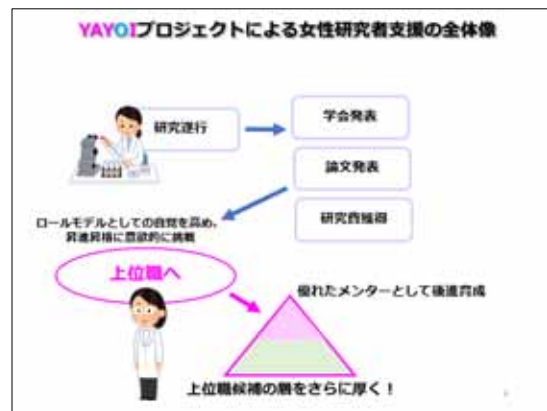 YAYOIプロジェクトによる女性研究者支援の全体像
研究遂行
学会発表
論文発表
研究費獲得
ロールモデルとしての自覚を高め、
昇進昇格に意欲的に挑戦
上位職へ
優れたメンターとして後進育成
上位職候補の層をさらに厚く！